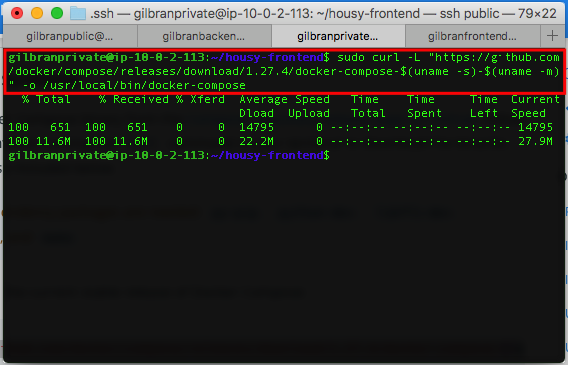 .ssh — gilbranprivate@ip-10-0-2-113: ~/housy-frontend — ssh public — 79×22
gilbranpublic@... gilbranbacken... gilbranprivate... gilbranfrontend...
gilbranprivate@ip-10-0-2-113:~/housy-frontend$ sudo curl -L "https://github.com
/docker/compose/releases/download/1.27.4/docker-compose-$(uname -s)-$(uname -m)
" -o /usr/local/bin/docker-compose
% Total % Received % Xferd Average Speed Time Time Time Current
Dload Upload Total Spent Left Speed
100 651 100 651 0 0 14795 0 --:--:-- --:--:-- --:--:-- 14795
100 11.6M 100 11.6M 0 0 22.2M 0 --:--:-- --:--:-- --:--:-- 27.9M
gilbranprivate@ip-10-0-2-113:~/housy-frontend$